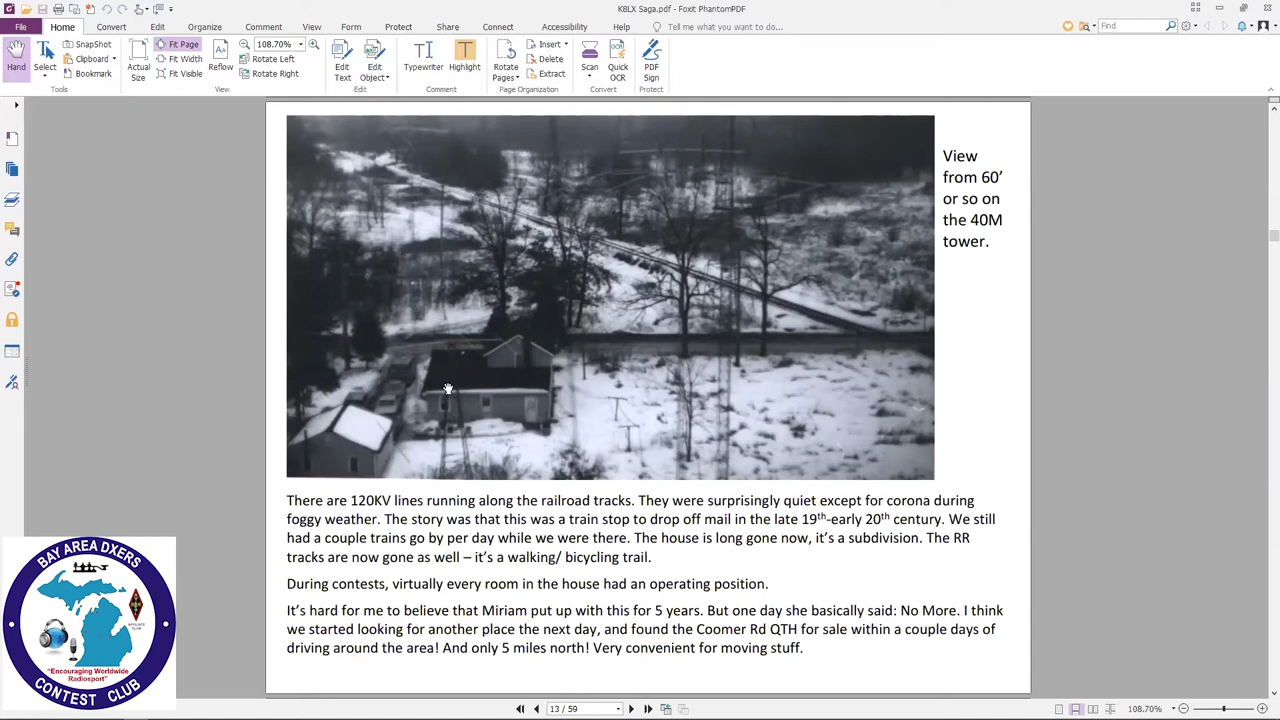 K8LX Saga.pdf - Foxit PhantomPDF
File Home Convert Edit Organize Comment View Form Protect Share Connect Accessibility Help Tell me what you want to do... Find
Hand
Select
SnapShot
Clipboard
Bookmark
Tools
Actual Size
Fit Page
Fit Width
Fit Visible
Reflow
108.70%
Rotate Left
Rotate Right
View
Edit Text
Edit Object
Edit
Typewriter
Highlight
Comment
Rotate Pages
Insert
Delete
Extract
Page Organization
Scan
Quick OCR
Convert
PDF Sign
Protect
View
from 60’
or so on
the 40M
tower.
There are 120KV lines running along the railroad tracks. They were surprisingly quiet except for corona during
foggy weather. The story was that this was a train stop to drop off mail in the late 19th-early 20th century. We still
had a couple trains go by per day while we were there. The house is long gone now, it’s a subdivision. The RR
tracks are now gone as well – it’s a walking/ bicycling trail.
During contests, virtually every room in the house had an operating position.
It’s hard for me to believe that Miriam put up with this for 5 years. But one day she basically said: No More. I think
we started looking for another place the next day, and found the Coomer Rd QTH for sale within a couple days of
driving around the area! And only 5 miles north! Very convenient for moving stuff.
BAY AREA DXERS
"Encouraging Worldwide
Radiosport"
CONTEST CLUB
13 / 59
108.70%